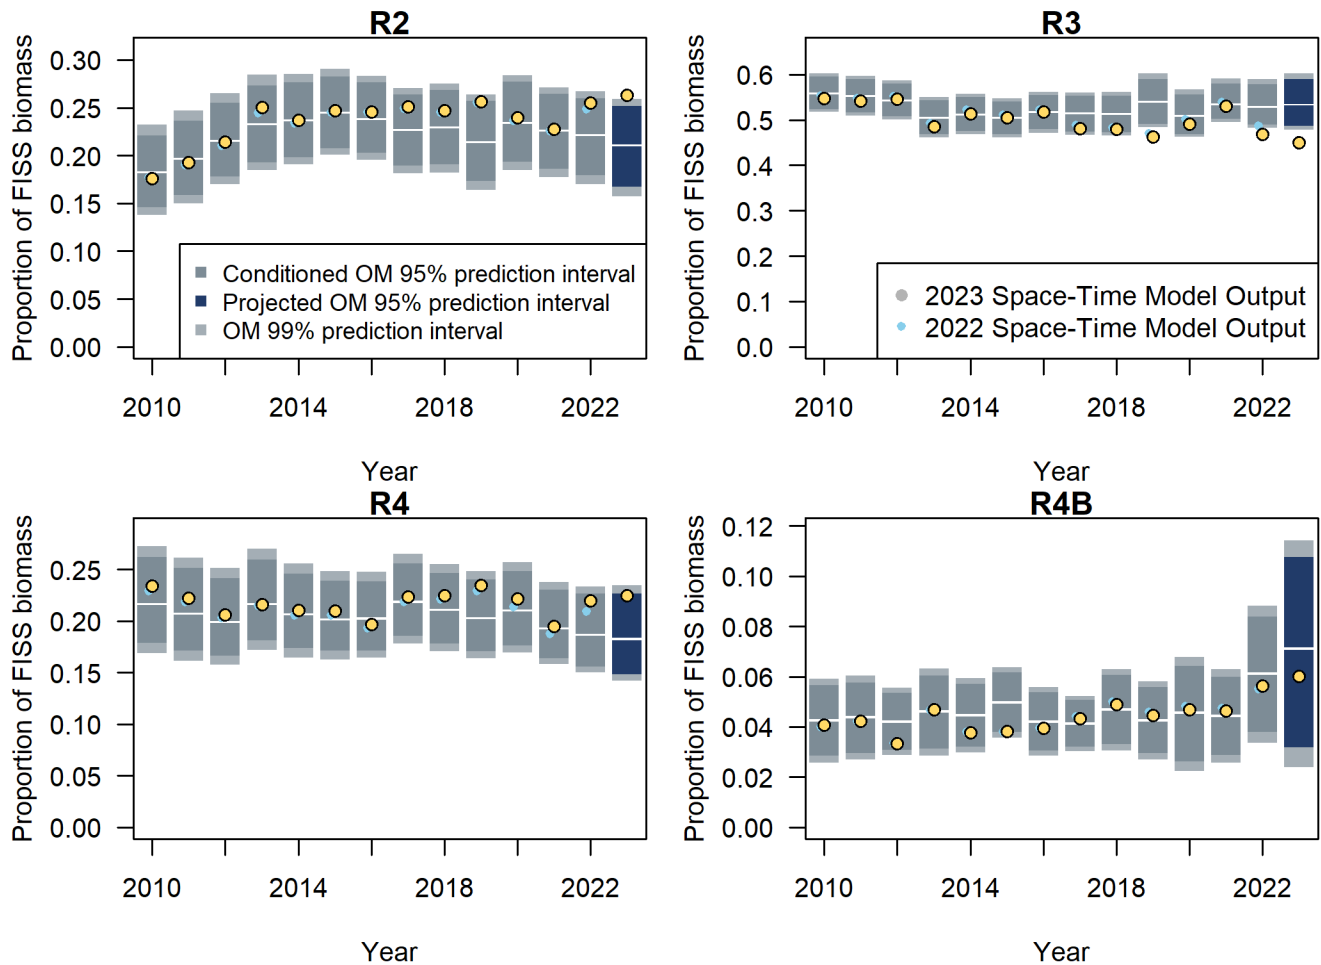 R2
Proportion of FISS biomass
0.30
0.25
0.20
0.15
0.10
0.05
0.00
Conditioned OM 95% prediction interval
Projected OM 95% prediction interval
OM 99% prediction interval
2010 2014 2018 2022
Year
R3
Proportion of FISS biomass
0.6
0.5
0.4
0.3
0.2
0.1
0.0
2023 Space-Time Model Output
2022 Space-Time Model Output
2010 2014 2018 2022
Year
R4
Proportion of FISS biomass
0.25
0.20
0.15
0.10
0.05
0.00
2010 2014 2018 2022
Year
R4B
Proportion of FISS biomass
0.12
0.10
0.08
0.06
0.04
0.02
0.00
2010 2014 2018 2022
Year